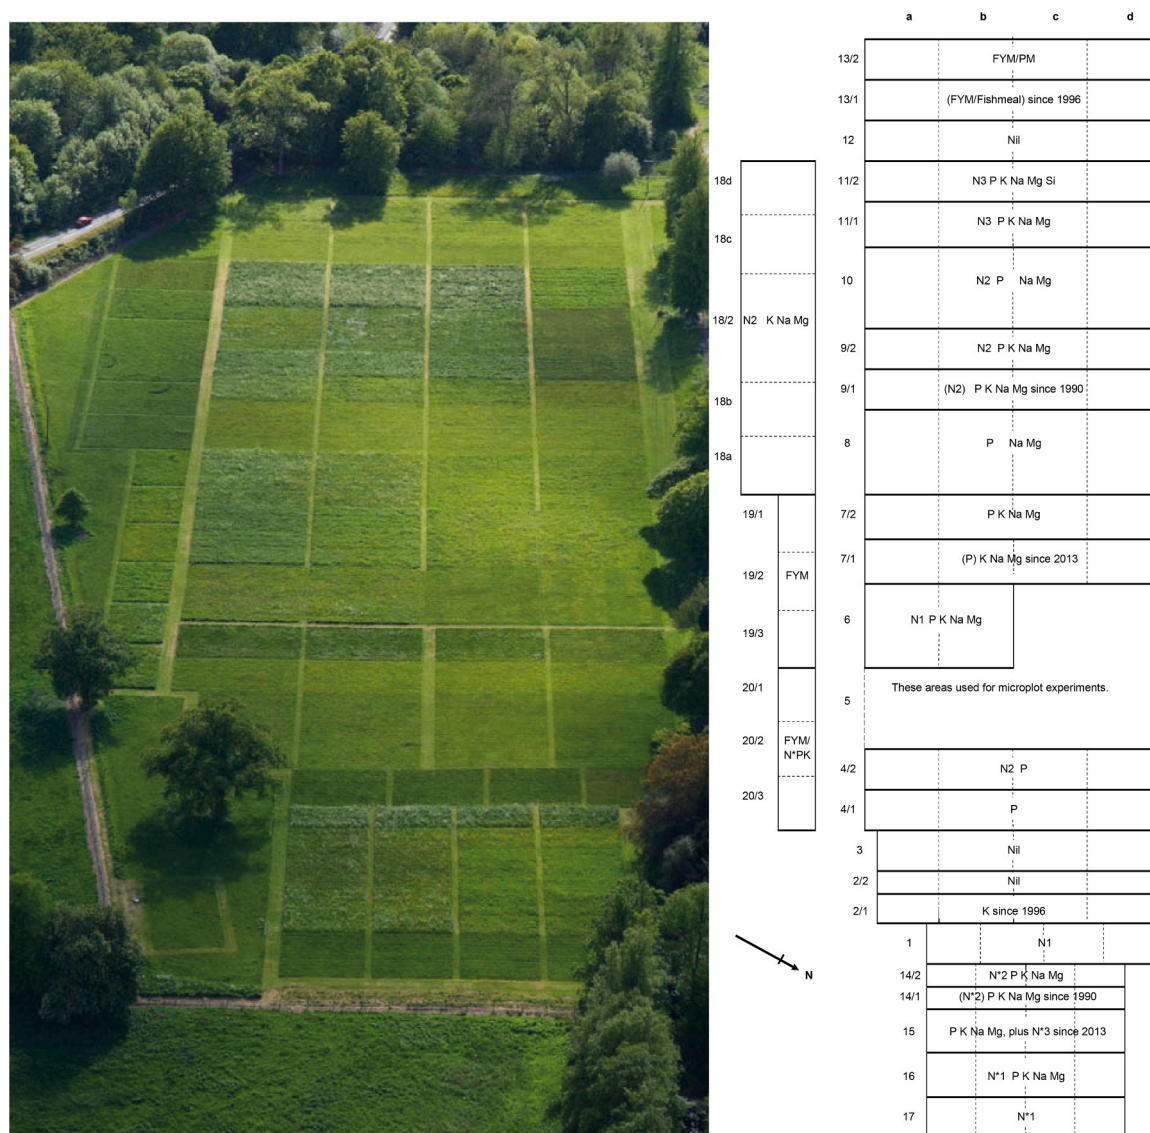 a b c d
13/2 FYM/PM
13/1 (FYM/Fishmeal) since 1996
12 Nil
18d
11/2 N3 P K Na Mg Si
11/1 N3 P K Na Mg
18c
10 N2 P Na Mg
18/2 N2 K Na Mg
9/2 N2 P K Na Mg
9/1 (N2) P K Na Mg since 1990
18b
8 P Na Mg
18a
19/1
7/2 P K Na Mg
7/1 (P) K Na Mg since 2013
19/2 FYM
6 N1 P K Na Mg
19/3
20/1
5 These areas used for microplot experiments.
20/2 FYM/
N*PK
4/2 N2 P
20/3
4/1 P
3 Nil
2/2 Nil
2/1 K since 1996
1 N1
N
14/2 N*2 P K Na Mg
14/1 (N*2) P K Na Mg since 1990
15 P K Na Mg, plus N*3 since 2013
16 N*1 P K Na Mg
17 N*1